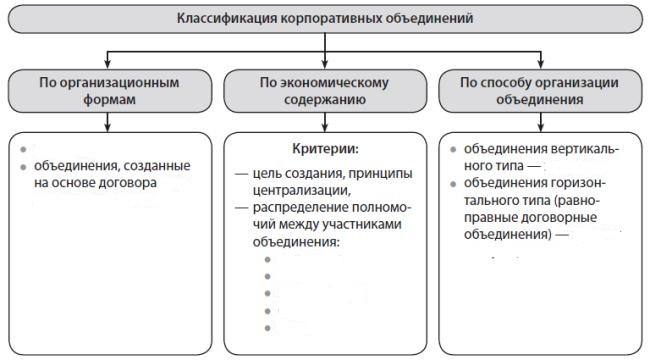 Классификация корпоративных объединений
По организационным
формам
По экономическому
содержанию
По способу организации
объединения
• объединения, созданные
на основе договора
Критерии:
— цель создания, принципы
централизации,
— распределение полномо-
чий между участниками
объединения:
• объединения вертикаль-
ного типа —
• объединения горизон-
тального типа (равно-
правные договорные
объединения) —